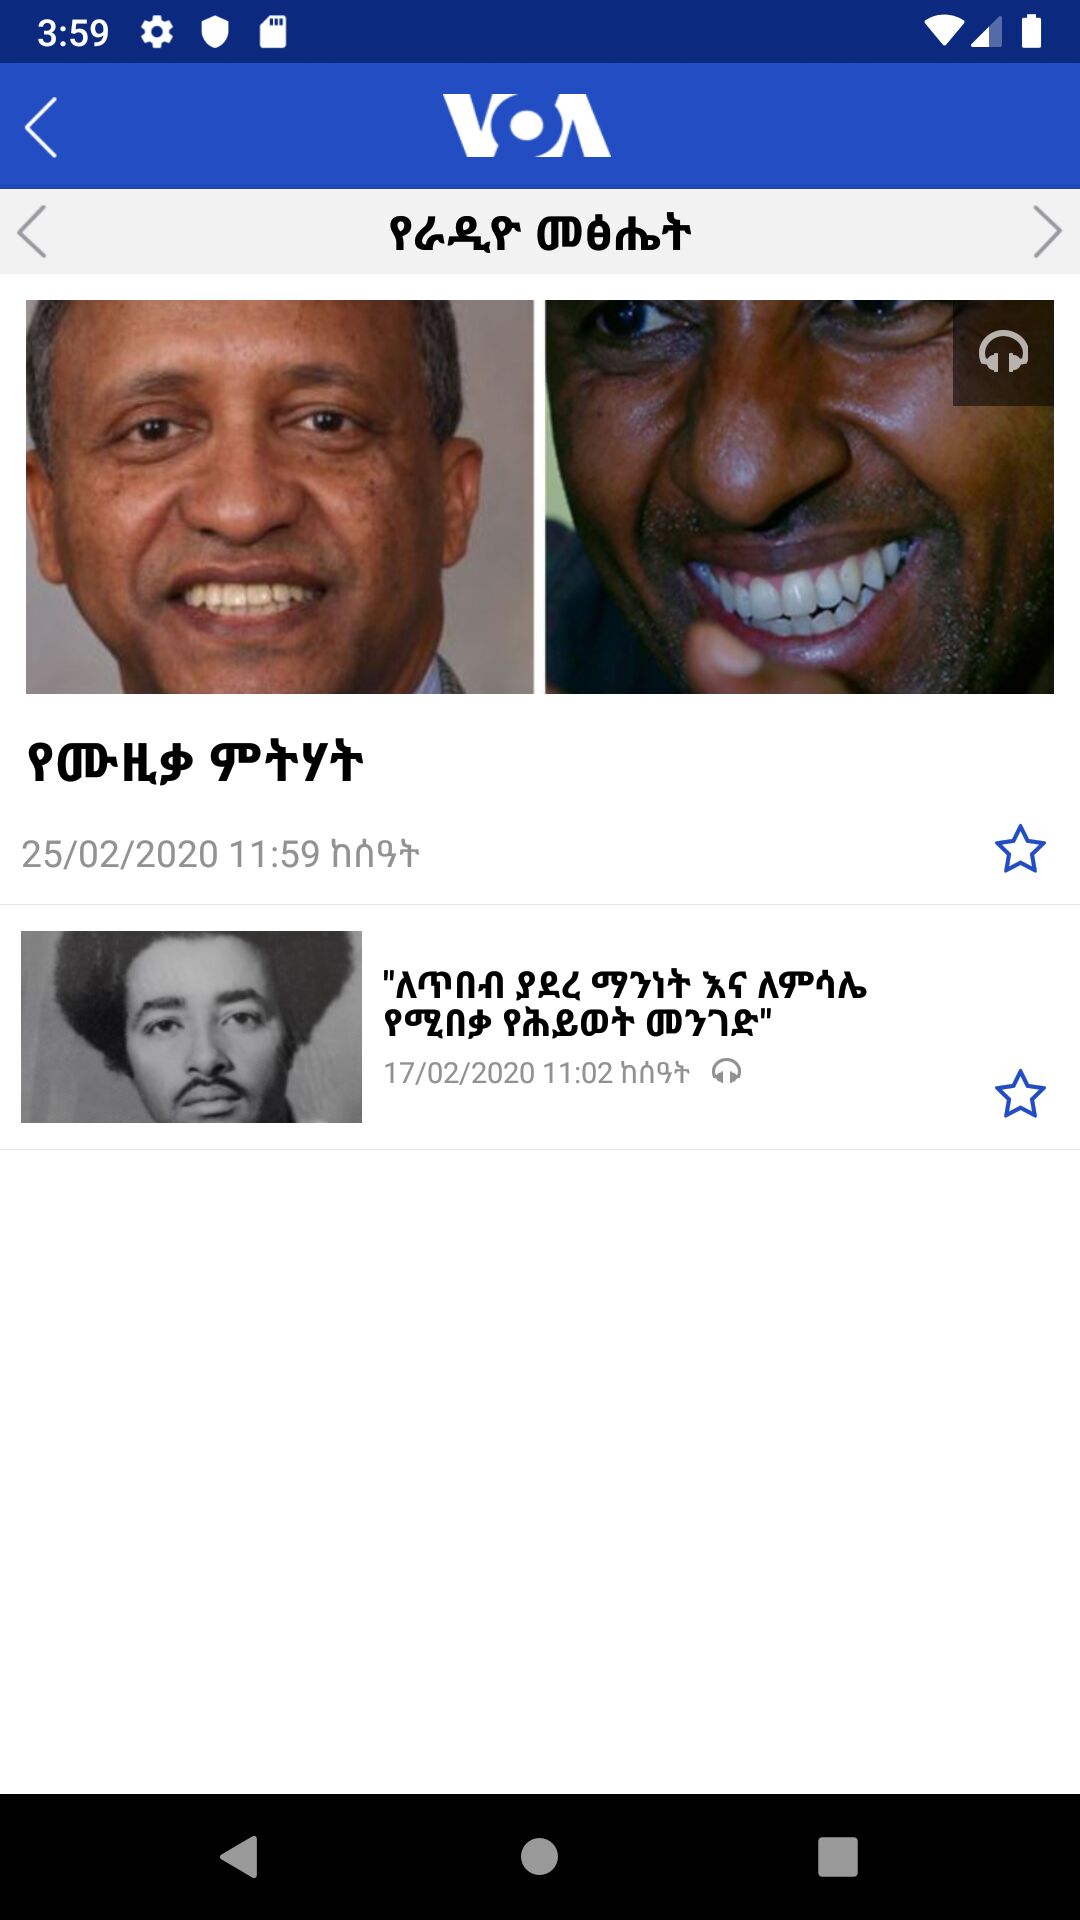 3:59
VOA
የራዲዮ መፅሔት
የሙዚቃ ምትሃት
25/02/2020 11:59 ከሰዓት
"ለጥበብ ያደረ ማንነት እና ለምሳሌ
የሚበቃ የሕይወት መንገድ"
17/02/2020 11:02 ከሰዓት